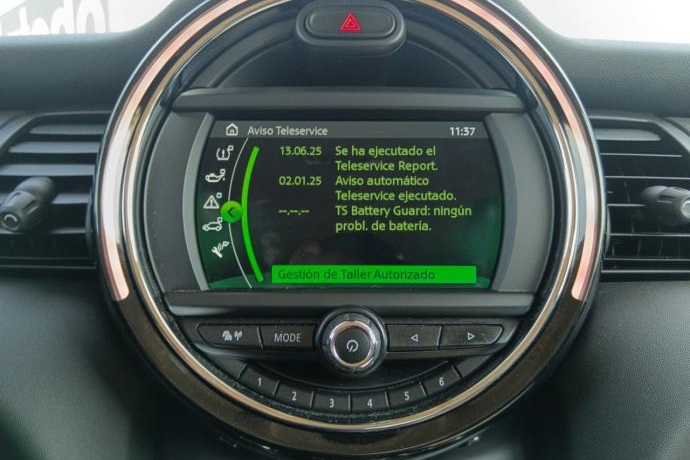 Aviso Teleservice 11:37
13.06.25 Se ha ejecutado el
Teleservice Report.
02.01.25 Aviso automático
Teleservice ejecutado.
--.--.-- TS Battery Guard: ningún
probl. de batería.
Gestión de Taller Autorizado
MODE
1 2 3 4 5 6